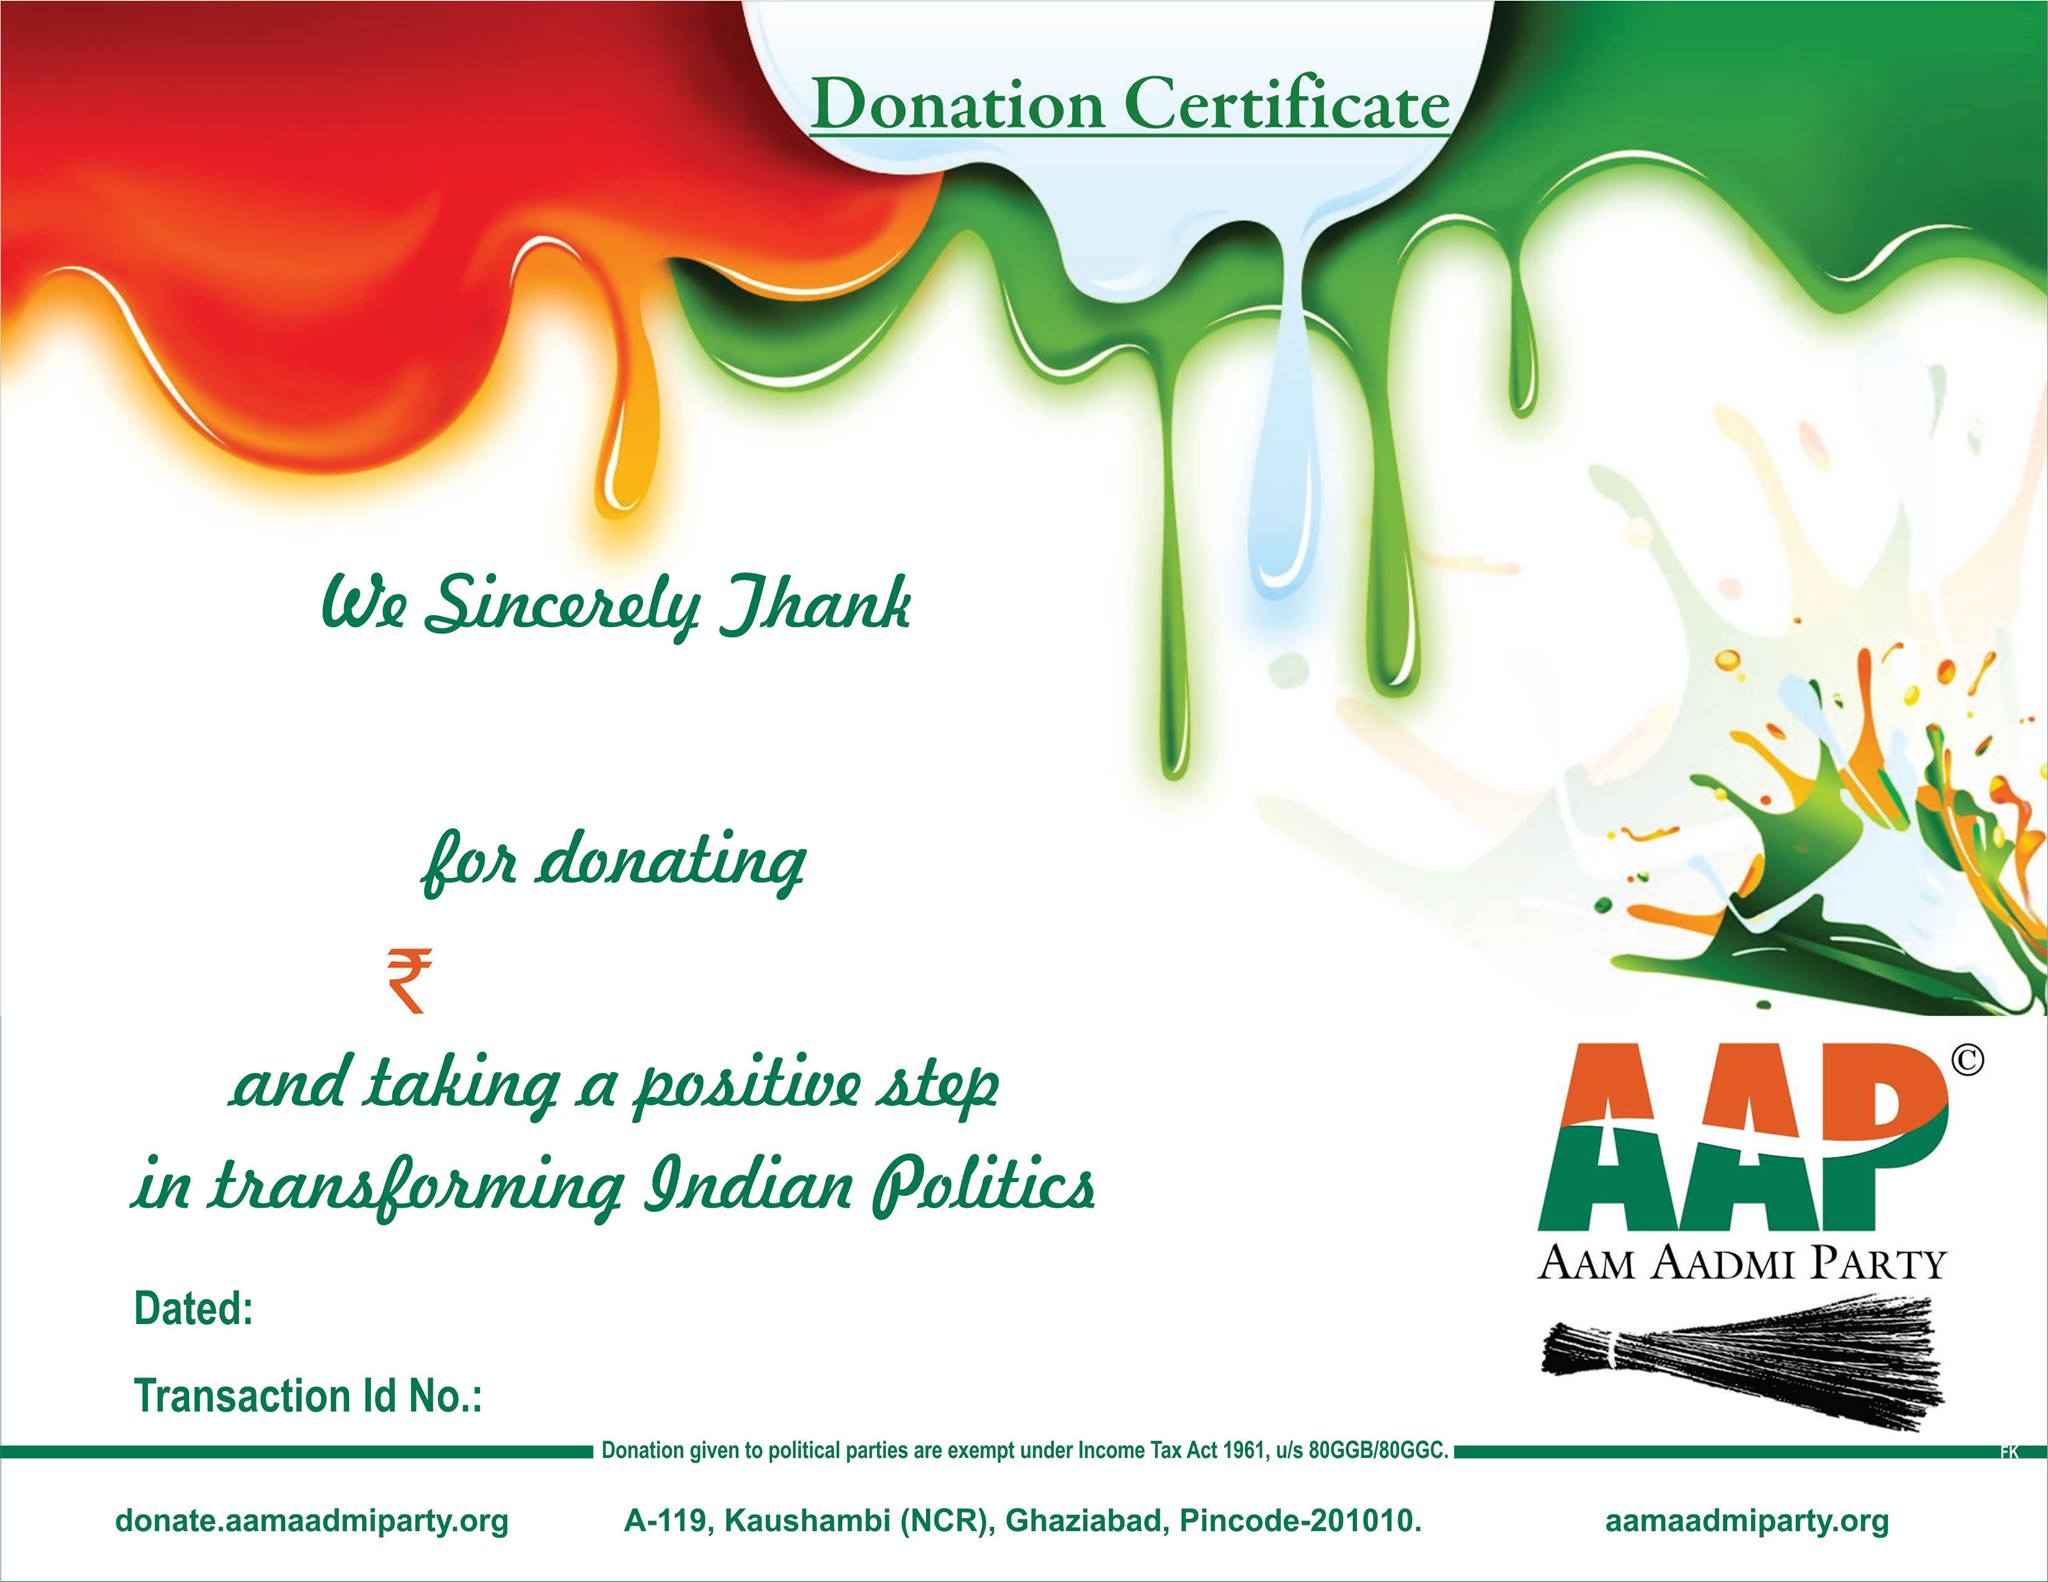 Donation Certificate
We Sincerely Thank
for donating
₹
and taking a positive step
in transforming Indian Politics
AAP©
AAM AADMI PARTY
Dated:
Transaction Id No.:
Donation given to political parties are exempt under Income Tax Act 1961, u/s 80GGB/80GGC.
FK
donate.aamaadmiparty.org
A-119, Kaushambi (NCR), Ghaziabad, Pincode-201010.
aamaadmiparty.org